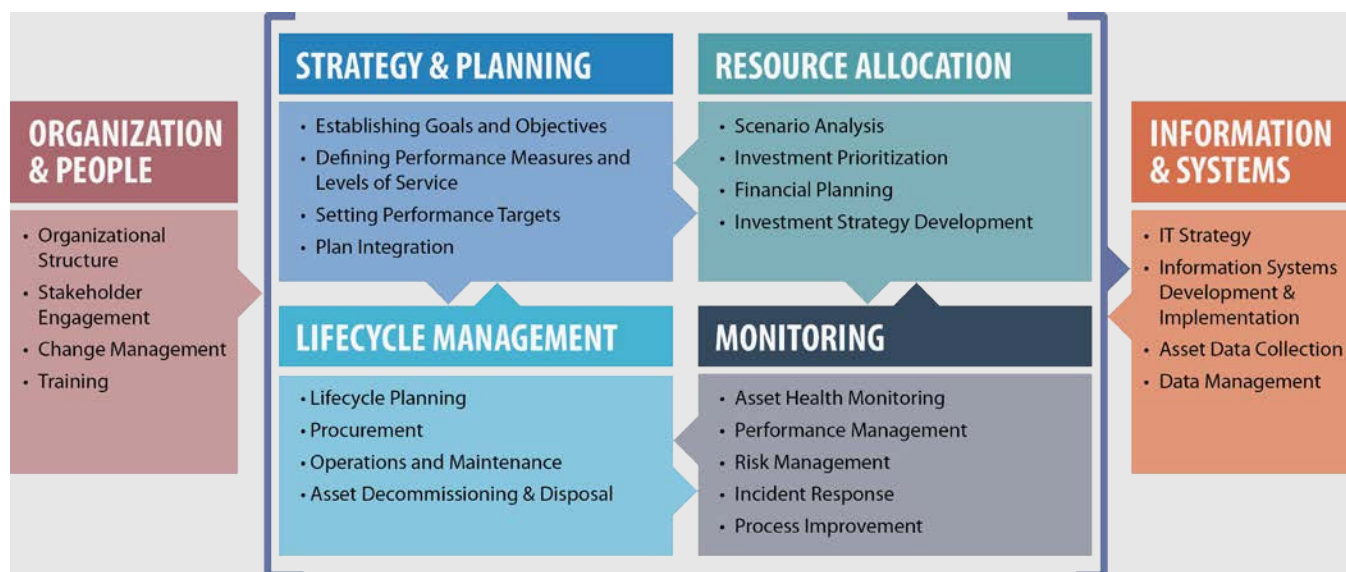 ORGANIZATION
& PEOPLE
• Organizational
Structure
• Stakeholder
Engagement
• Change Management
• Training
STRATEGY & PLANNING
• Establishing Goals and Objectives
• Defining Performance Measures and
Levels of Service
• Setting Performance Targets
• Plan Integration
RESOURCE ALLOCATION
• Scenario Analysis
• Investment Prioritization
• Financial Planning
• Investment Strategy Development
LIFECYCLE MANAGEMENT
• Lifecycle Planning
• Procurement
• Operations and Maintenance
• Asset Decommissioning & Disposal
MONITORING
• Asset Health Monitoring
• Performance Management
• Risk Management
• Incident Response
• Process Improvement
INFORMATION
& SYSTEMS
• IT Strategy
• Information Systems
Development &
Implementation
• Asset Data Collection
• Data Management